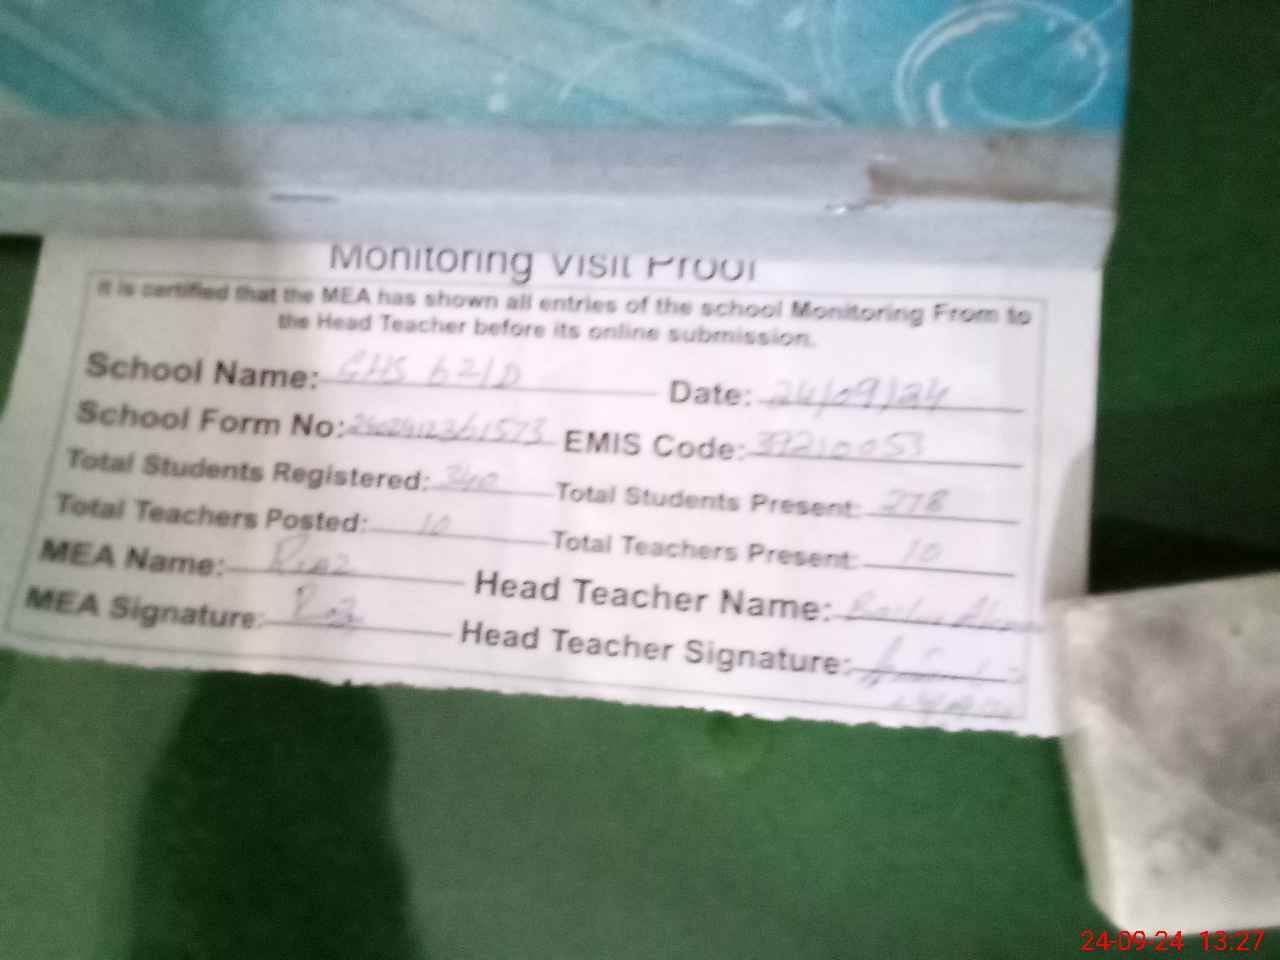 Monitoring Visit Proof
It is certified that the MEA has shown all entries of the school Monitoring From to
the Head Teacher before its online submission.
School Name: GHS 62/D Date: 24/09/24
School Form No: EMIS Code: 39210053
Total Students Registered: 340 Total Students Present: 278
Total Teachers Posted: 10 Total Teachers Present: 10
MEA Name: Riaz Head Teacher Name:
MEA Signature: Head Teacher Signature:
24-09-24 13:27